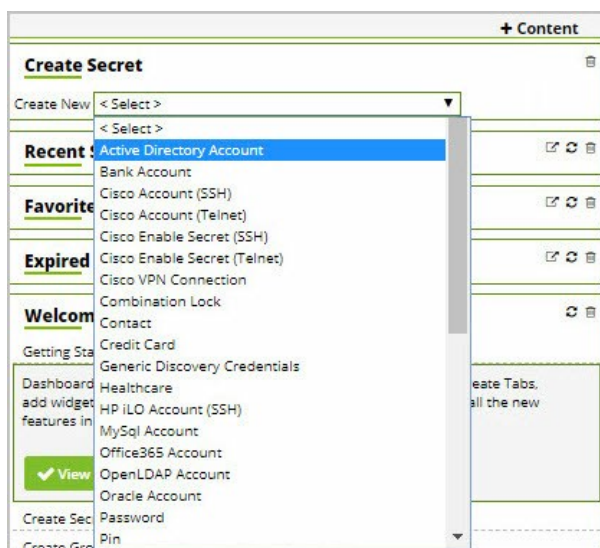 + Content
Create Secret
Create New < Select >
< Select >
Active Directory Account
Bank Account
Cisco Account (SSH)
Cisco Account (Telnet)
Cisco Enable Secret (SSH)
Cisco Enable Secret (Telnet)
Cisco VPN Connection
Combination Lock
Contact
Credit Card
Generic Discovery Credentials
Healthcare
HP iLO Account (SSH)
MySql Account
Office365 Account
OpenLDAP Account
Oracle Account
Password
Pin
Recent
Favorite
Expired
Welcom
Getting Sta
Dashboard eate Tabs,
add widget all the new
features in
View
Create Sec
Create Gro